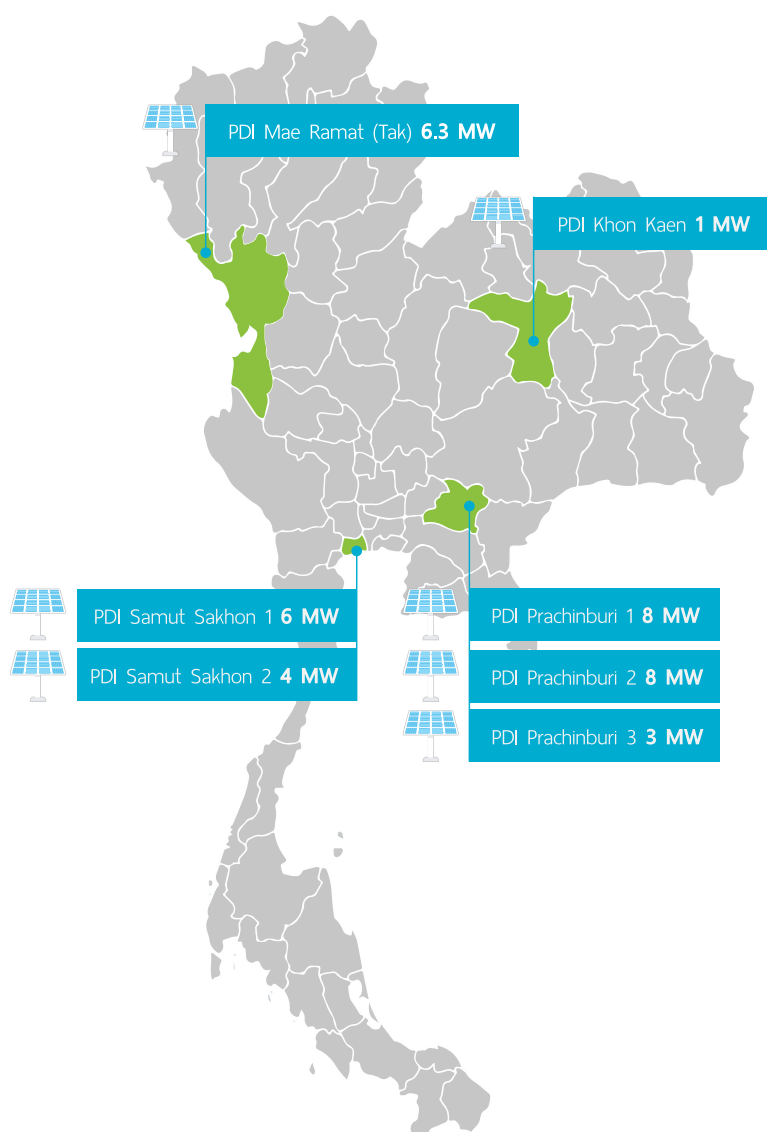 PDI Mae Ramat (Tak) 6.3 MW
PDI Khon Kaen 1 MW
PDI Samut Sakhon 1 6 MW
PDI Samut Sakhon 2 4 MW
PDI Prachinburi 1 8 MW
PDI Prachinburi 2 8 MW
PDI Prachinburi 3 3 MW